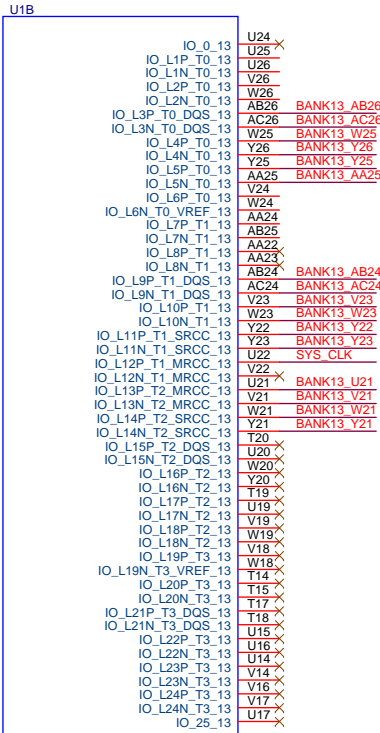 U1B
IO_0_13 U24
IO_L1P_T0_13 U25
IO_L1N_T0_13 U26
IO_L2P_T0_13 V26
IO_L2N_T0_13 W26
IO_L3P_T0_DQS_13 AB26 BANK13_AB26
IO_L3N_T0_DQS_13 AC26 BANK13_AC26
IO_L4P_T0_13 W25 BANK13_W25
IO_L4N_T0_13 Y26 BANK13_Y26
IO_L5P_T0_13 Y25 BANK13_Y25
IO_L5N_T0_13 AA25 BANK13_AA25
IO_L6P_T0_13 V24
IO_L6N_T0_VREF_13 W24
IO_L7P_T1_13 AA24
IO_L7N_T1_13 AB25
IO_L8P_T1_13 AA22
IO_L8N_T1_13 AA23
IO_L9P_T1_DQS_13 AB24 BANK13_AB24
IO_L9N_T1_DQS_13 AC24 BANK13_AC24
IO_L10P_T1_13 V23 BANK13_V23
IO_L10N_T1_13 W23 BANK13_W23
IO_L11P_T1_SRCC_13 Y22 BANK13_Y22
IO_L11N_T1_SRCC_13 Y23 BANK13_Y23
IO_L12P_T1_MRCC_13 U22 SYS_CLK
IO_L12N_T1_MRCC_13 V22
IO_L13P_T2_MRCC_13 U21 BANK13_U21
IO_L13N_T2_MRCC_13 V21 BANK13_V21
IO_L14P_T2_SRCC_13 W21 BANK13_W21
IO_L14N_T2_SRCC_13 Y21 BANK13_Y21
IO_L15P_T2_DQS_13 T20
IO_L15N_T2_DQS_13 U20
IO_L16P_T2_13 W20
IO_L16N_T2_13 Y20
IO_L17P_T2_13 T19
IO_L17N_T2_13 U19
IO_L18P_T2_13 V19
IO_L18N_T2_13 W19
IO_L19P_T3_13 V18
IO_L19N_T3_VREF_13 W18
IO_L20P_T3_13 T14
IO_L20N_T3_13 T15
IO_L21P_T3_DQS_13 T17
IO_L21N_T3_DQS_13 T18
IO_L22P_T3_13 U15
IO_L22N_T3_13 U16
IO_L23P_T3_13 U14
IO_L23N_T3_13 V14
IO_L24P_T3_13 V16
IO_L24N_T3_13 V17
IO_25_13 U17